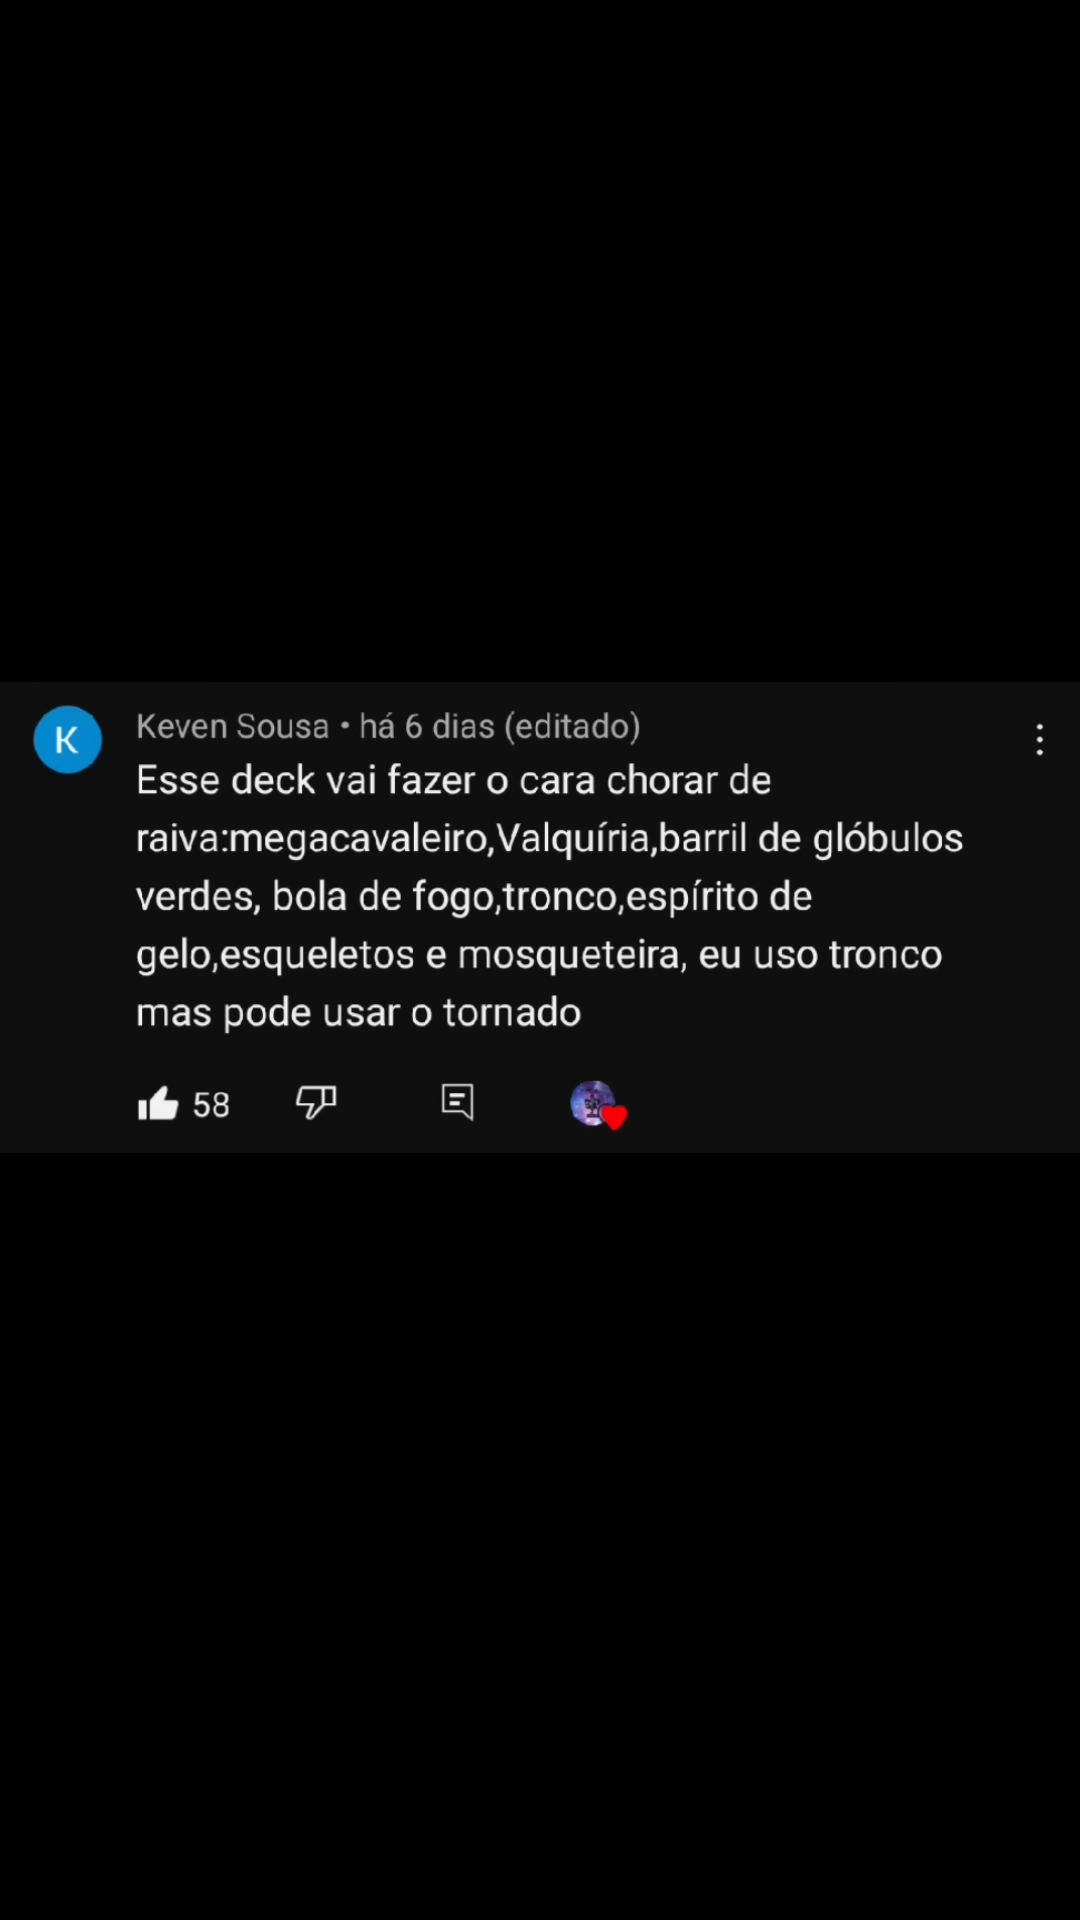 K
Keven Sousa • há 6 dias (editado)
Esse deck vai fazer o cara chorar de
raiva:megacavaleiro,Valquíria,barril de glóbulos
verdes, bola de fogo,tronco,espírito de
gelo,esqueletos e mosqueteira, eu uso tronco
mas pode usar o tornado
58